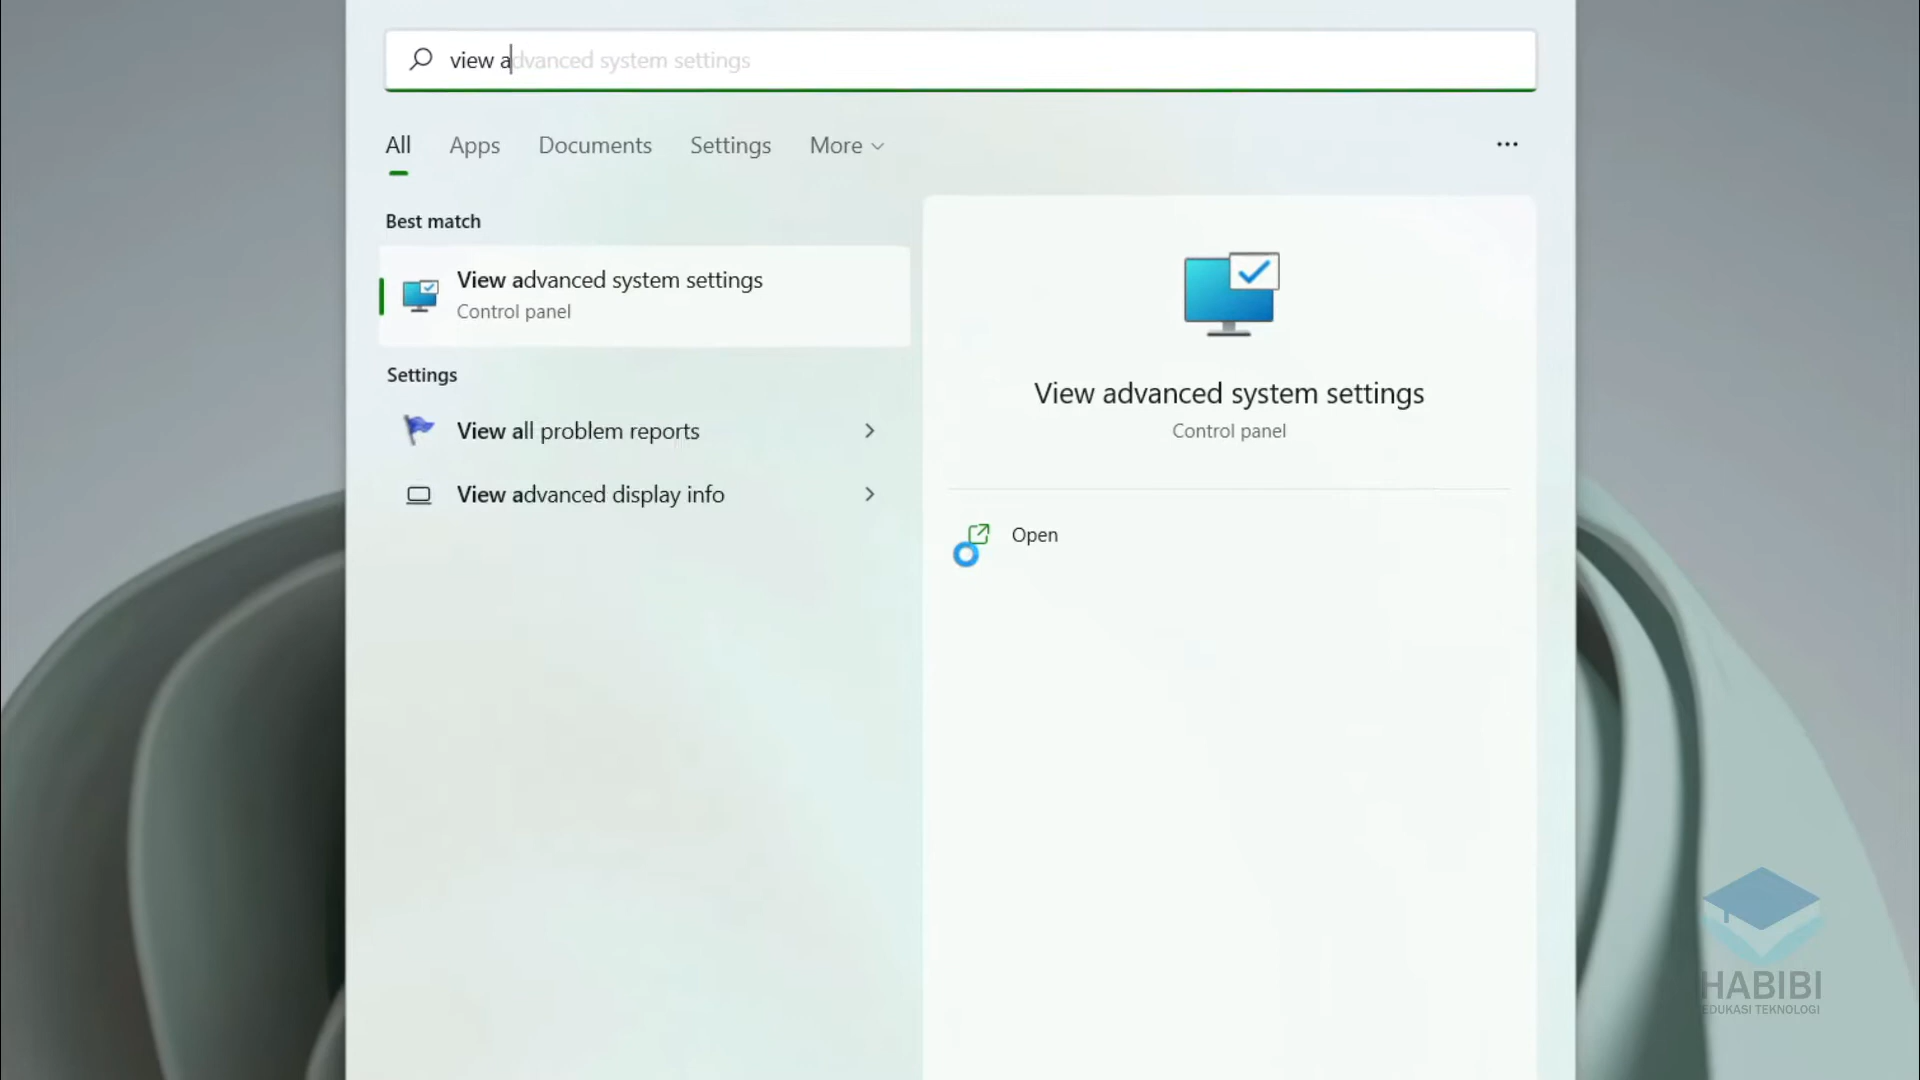 view advanced system settings
All Apps Documents Settings More
Best match
View advanced system settings
Control panel
Settings
View all problem reports
View advanced display info
View advanced system settings
Control panel
Open
HABIBI
EDUKASI TEKNOLOGI